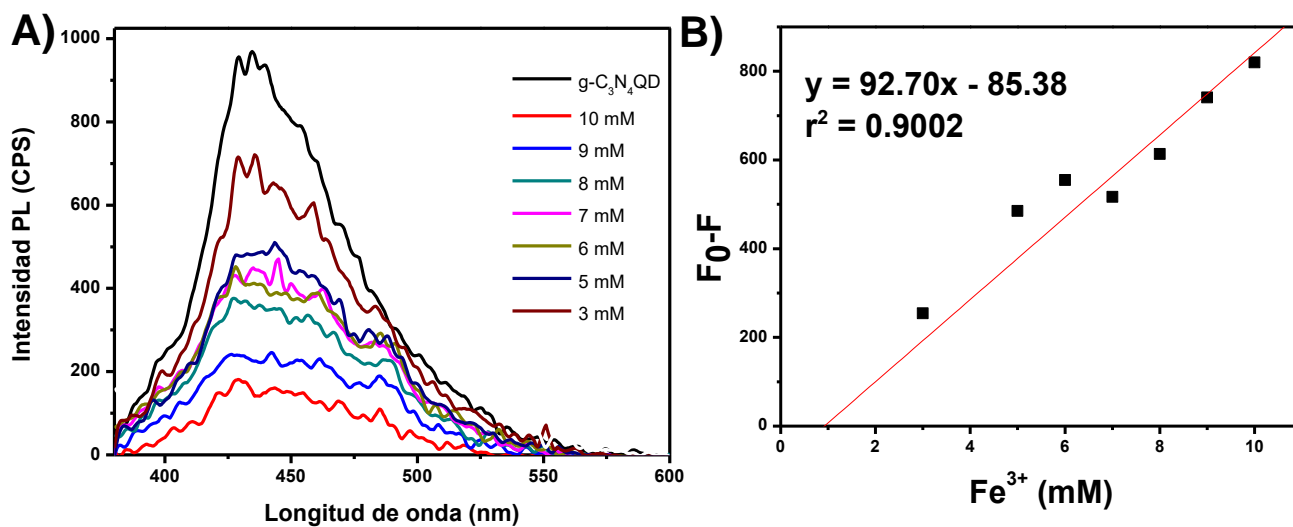 A)
1000
800
600
400
200
0
400
450
500
550
600
Intensidad PL (CPS)
Longitud de onda (nm)
g-C₃N₄QD
10 mM
9 mM
8 mM
7 mM
6 mM
5 mM
3 mM
B)
y = 92.70x - 85.38
r² = 0.9002
800
600
400
200
0
0
2
4
6
8
10
F₀-F
Fe³⁺ (mM)